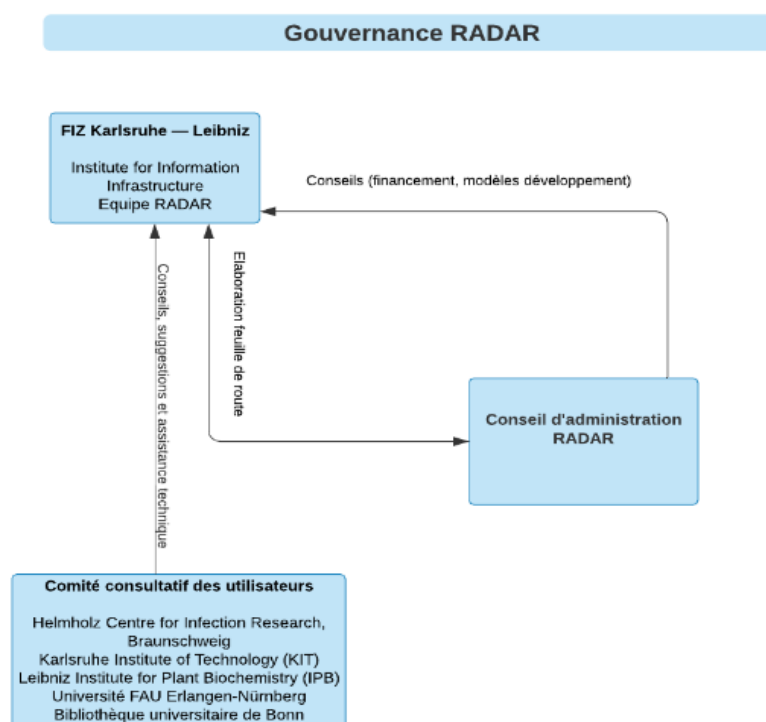 Gouvernance RADAR
FIZ Karlsruhe — Leibniz
Institute for Information
Infrastructure
Equipe RADAR
Conseils (financement, modèles développement)
Conseils, suggestions et assistance technique
Elaboration feuille de route
Conseil d'administration
RADAR
Comité consultatif des utilisateurs
Helmholz Centre for Infection Research,
Braunschweig
Karlsruhe Institute of Technology (KIT)
Leibniz Institute for Plant Biochemistry (IPB)
Université FAU Erlangen-Nürnberg
Bibliothèque universitaire de Bonn